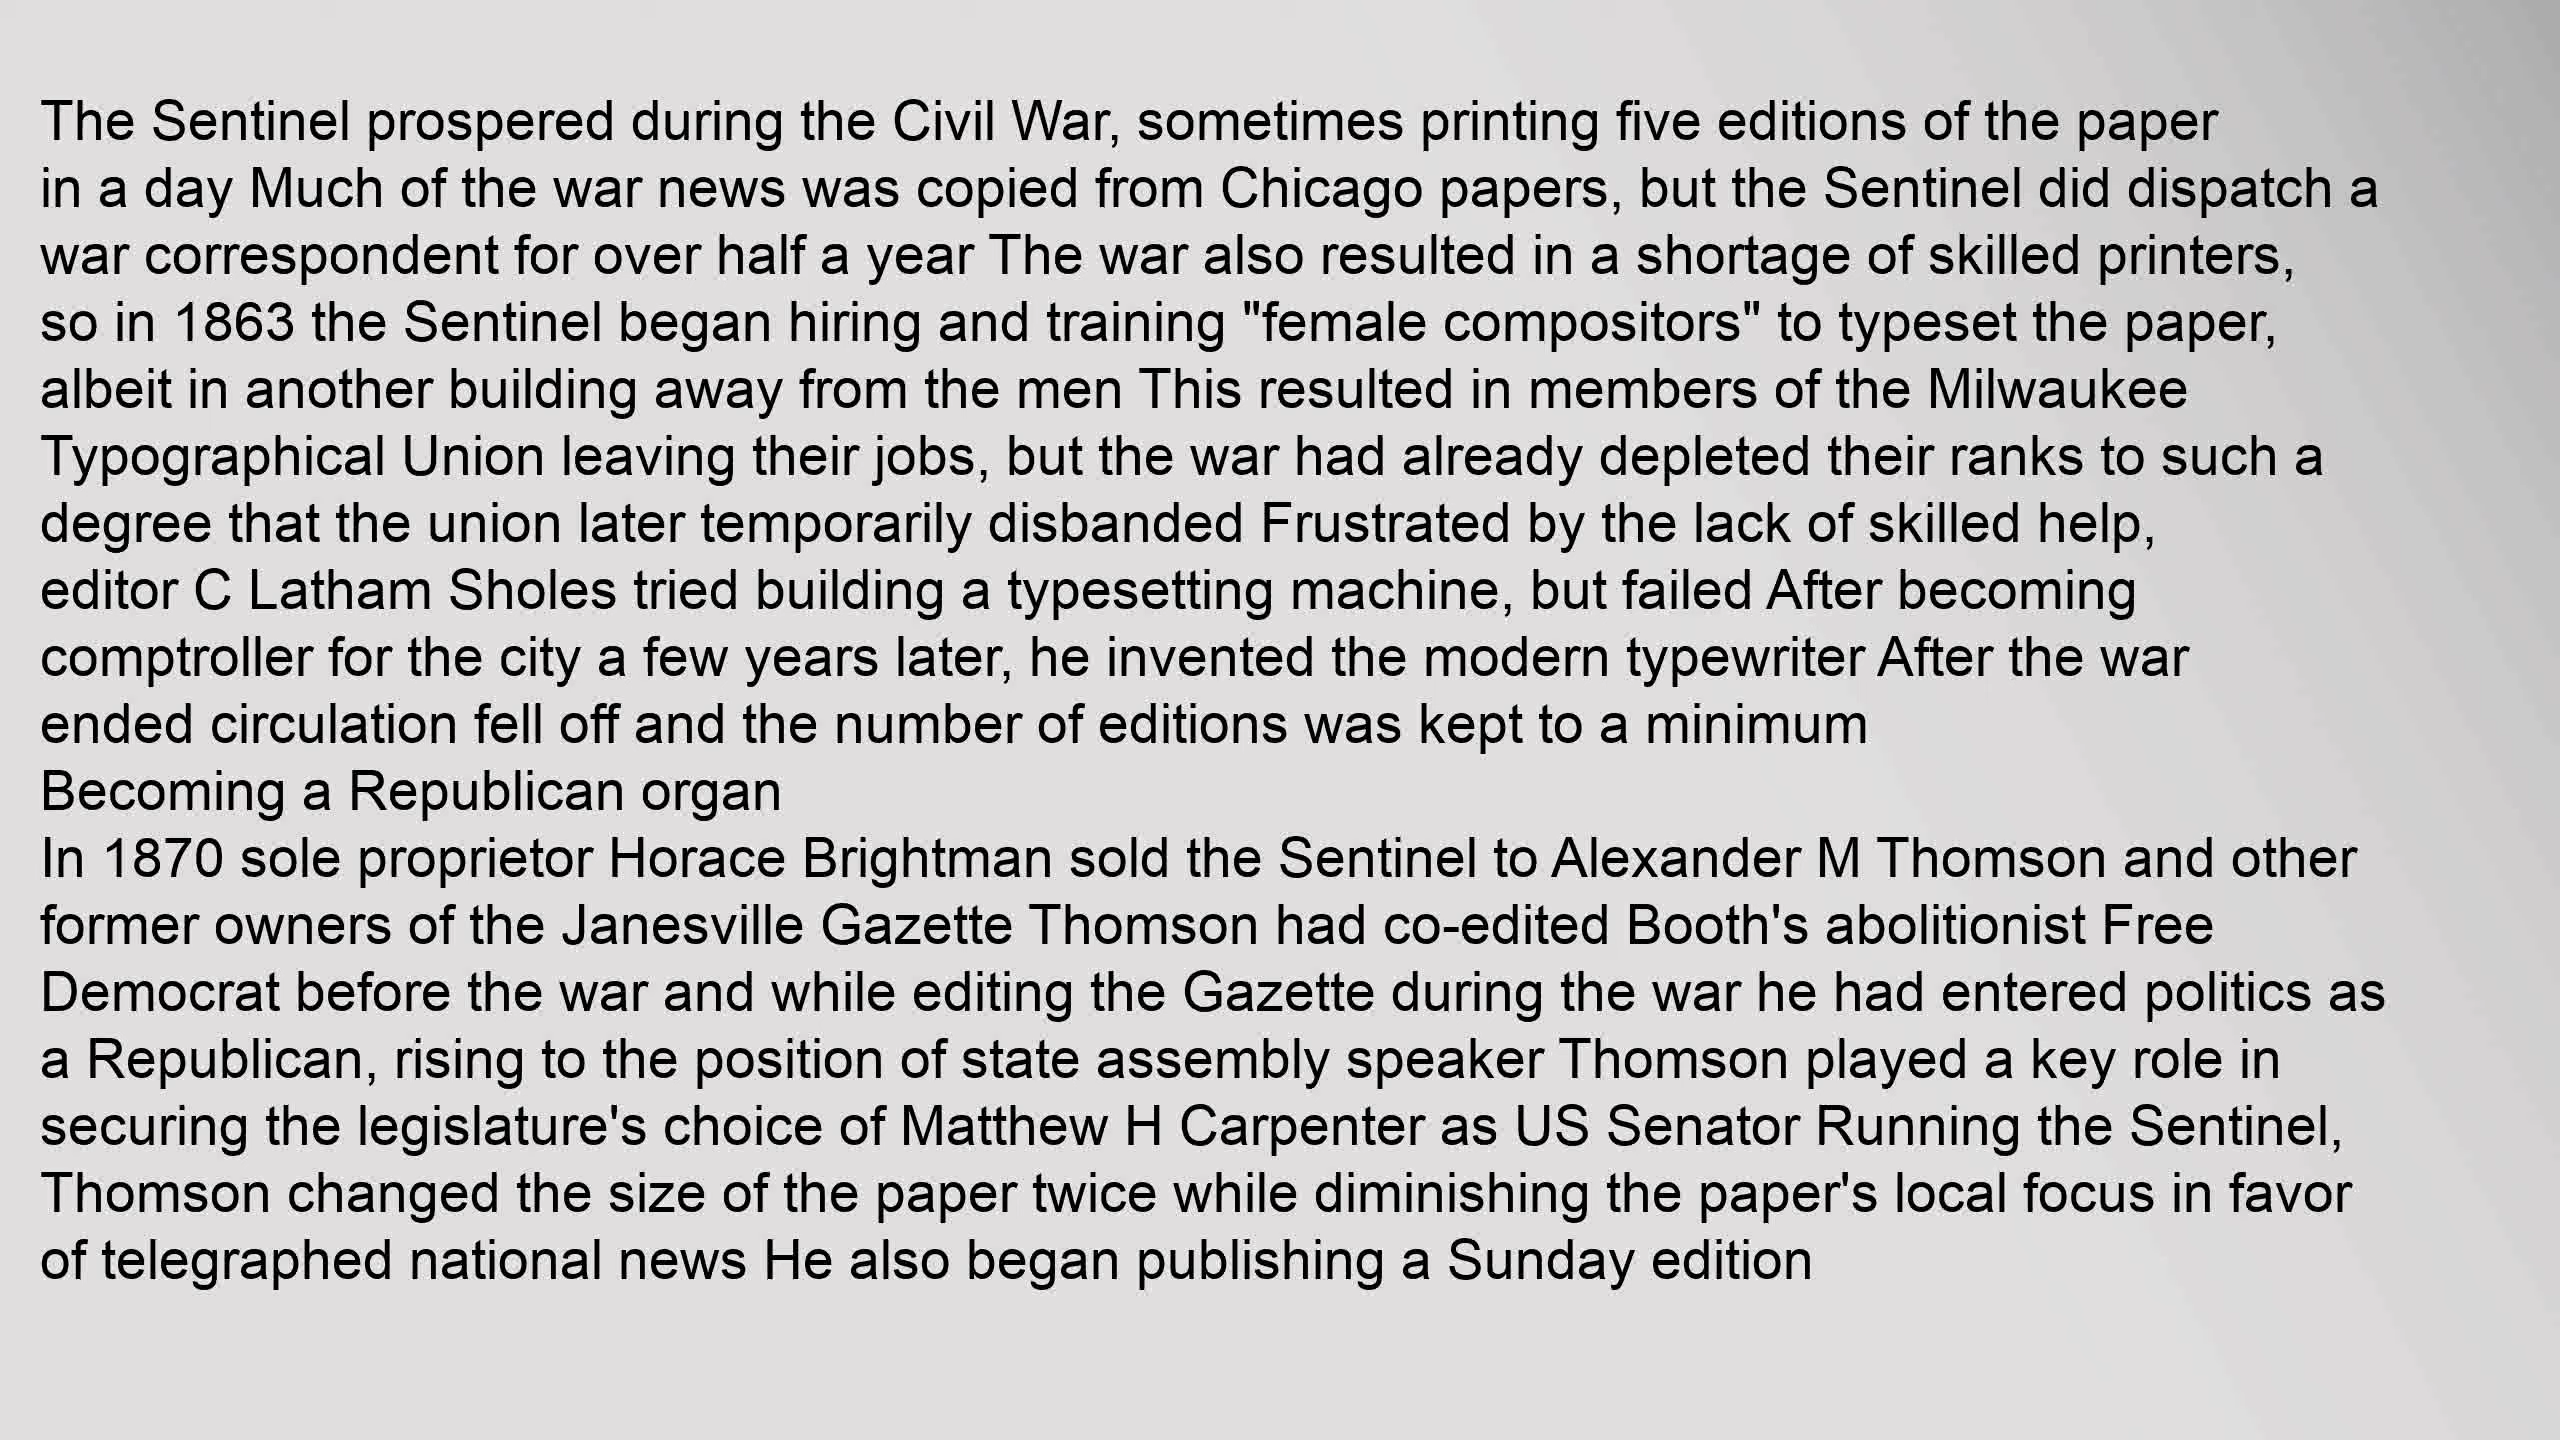 The Sentinel prospered during the Civil War, sometimes printing five editions of the paper
in a day Much of the war news was copied from Chicago papers, but the Sentinel did dispatch a
war correspondent for over half a year The war also resulted in a shortage of skilled printers,
so in 1863 the Sentinel began hiring and training "female compositors" to typeset the paper,
albeit in another building away from the men This resulted in members of the Milwaukee
Typographical Union leaving their jobs, but the war had already depleted their ranks to such a
degree that the union later temporarily disbanded Frustrated by the lack of skilled help,
editor C Latham Sholes tried building a typesetting machine, but failed After becoming
comptroller for the city a few years later, he invented the modern typewriter After the war
ended circulation fell off and the number of editions was kept to a minimum
Becoming a Republican organ
In 1870 sole proprietor Horace Brightman sold the Sentinel to Alexander M Thomson and other
former owners of the Janesville Gazette Thomson had co-edited Booth's abolitionist Free
Democrat before the war and while editing the Gazette during the war he had entered politics as
a Republican, rising to the position of state assembly speaker Thomson played a key role in
securing the legislature's choice of Matthew H Carpenter as US Senator Running the Sentinel,
Thomson changed the size of the paper twice while diminishing the paper's local focus in favor
of telegraphed national news He also began publishing a Sunday edition